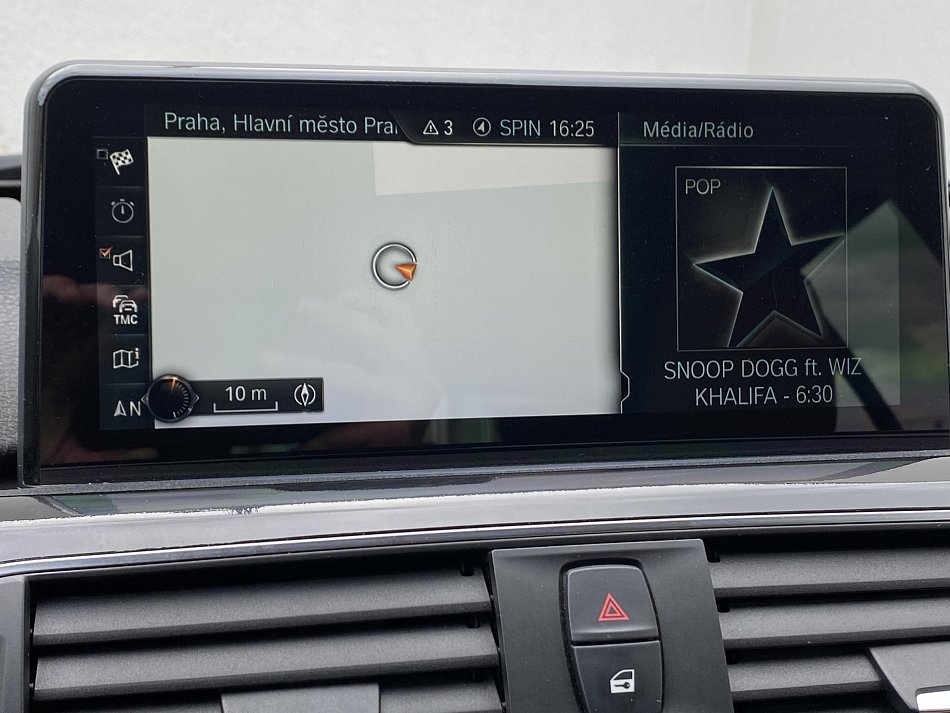 Praha, Hlavní město Pra
3
SPIN 16:25
Média/Rádio
POP
TMC
N
10 m
SNOOP DOGG ft. WIZ
KHALIFA - 6:30